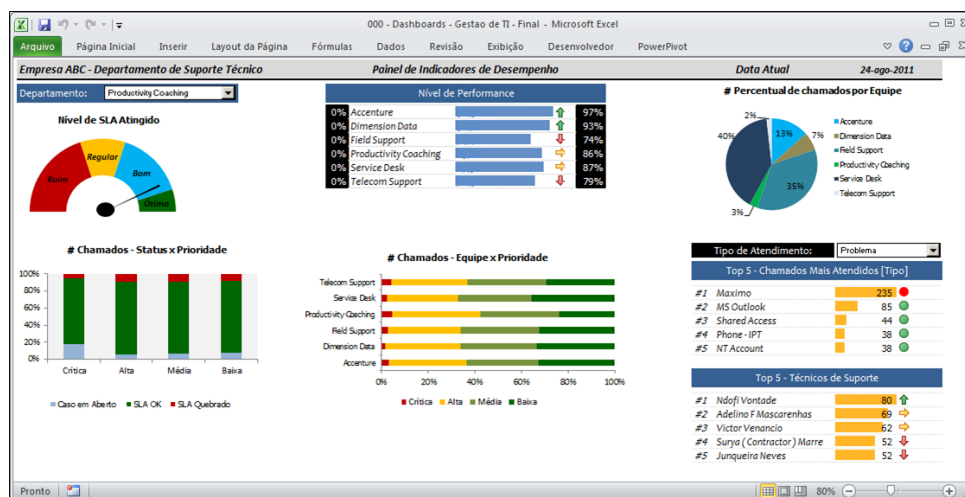 000 - Dashboards - Gestao de TI - Final - Microsoft Excel
Arquivo Página Inicial Inserir Layout da Página Fórmulas Dados Revisão Exibição Desenvolvedor PowerPivot
Empresa ABC - Departamento de Suporte Técnico Painel de Indicadores de Desempenho Data Atual 24-ago-2011
Departamento: Productivity Coaching
Nível de SLA Atingido
Ruim
Regular
Bom
Ótimo
Nível de Performance
0% Accenture 97%
0% Dimension Data 93%
0% Field Support 74%
0% Productivity Coaching 86%
0% Service Desk 87%
0% Telecom Support 79%
# Percentual de chamados por Equipe
2%
13%
7%
35%
3%
40%
Accenture
Dimension Data
Field Support
Productivity Coaching
Service Desk
Telecom Support
# Chamados - Status x Prioridade
100%
80%
60%
40%
20%
0%
Crítica Alta Média Baixa
Caso em Aberto SLA OK SLA Quebrado
# Chamados - Equipe x Prioridade
Telecom Support
Service Desk
Productivity Coaching
Field Support
Dimension Data
Accenture
0% 20% 40% 60% 80% 100%
Crítica Alta Média Baixa
Tipo de Atendimento: Problema
Top 5 - Chamados Mais Atendidos [Tipo]
#1 Maximo 235
#2 MS Outlook 85
#3 Shared Access 44
#4 Phone - IPT 38
#5 NT Account 38
Top 5 - Técnicos de Suporte
#1 Ndofi Vontade 80
#2 Adelino F Mascarenhas 69
#3 Victor Venancio 62
#4 Surya ( Contractor ) Marre 52
#5 Junqueira Neves 52
Pronto 80%